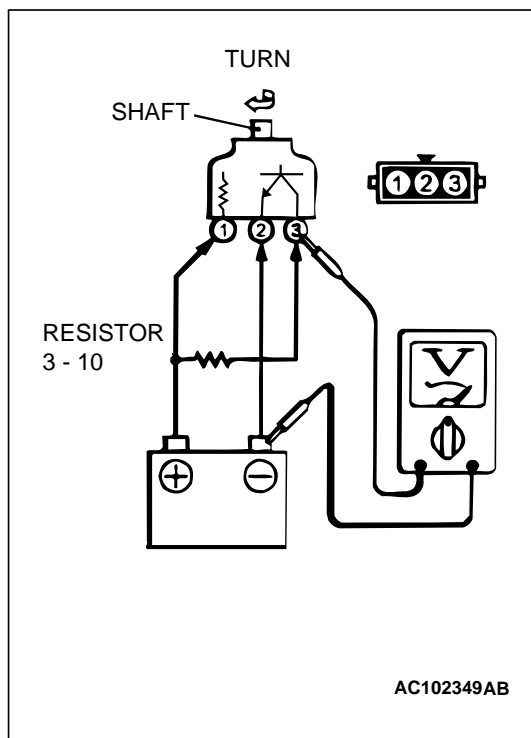 TURN
SHAFT
1 2 3
1 2 3
RESISTOR
3 - 10
V
+ −
AC102349AB